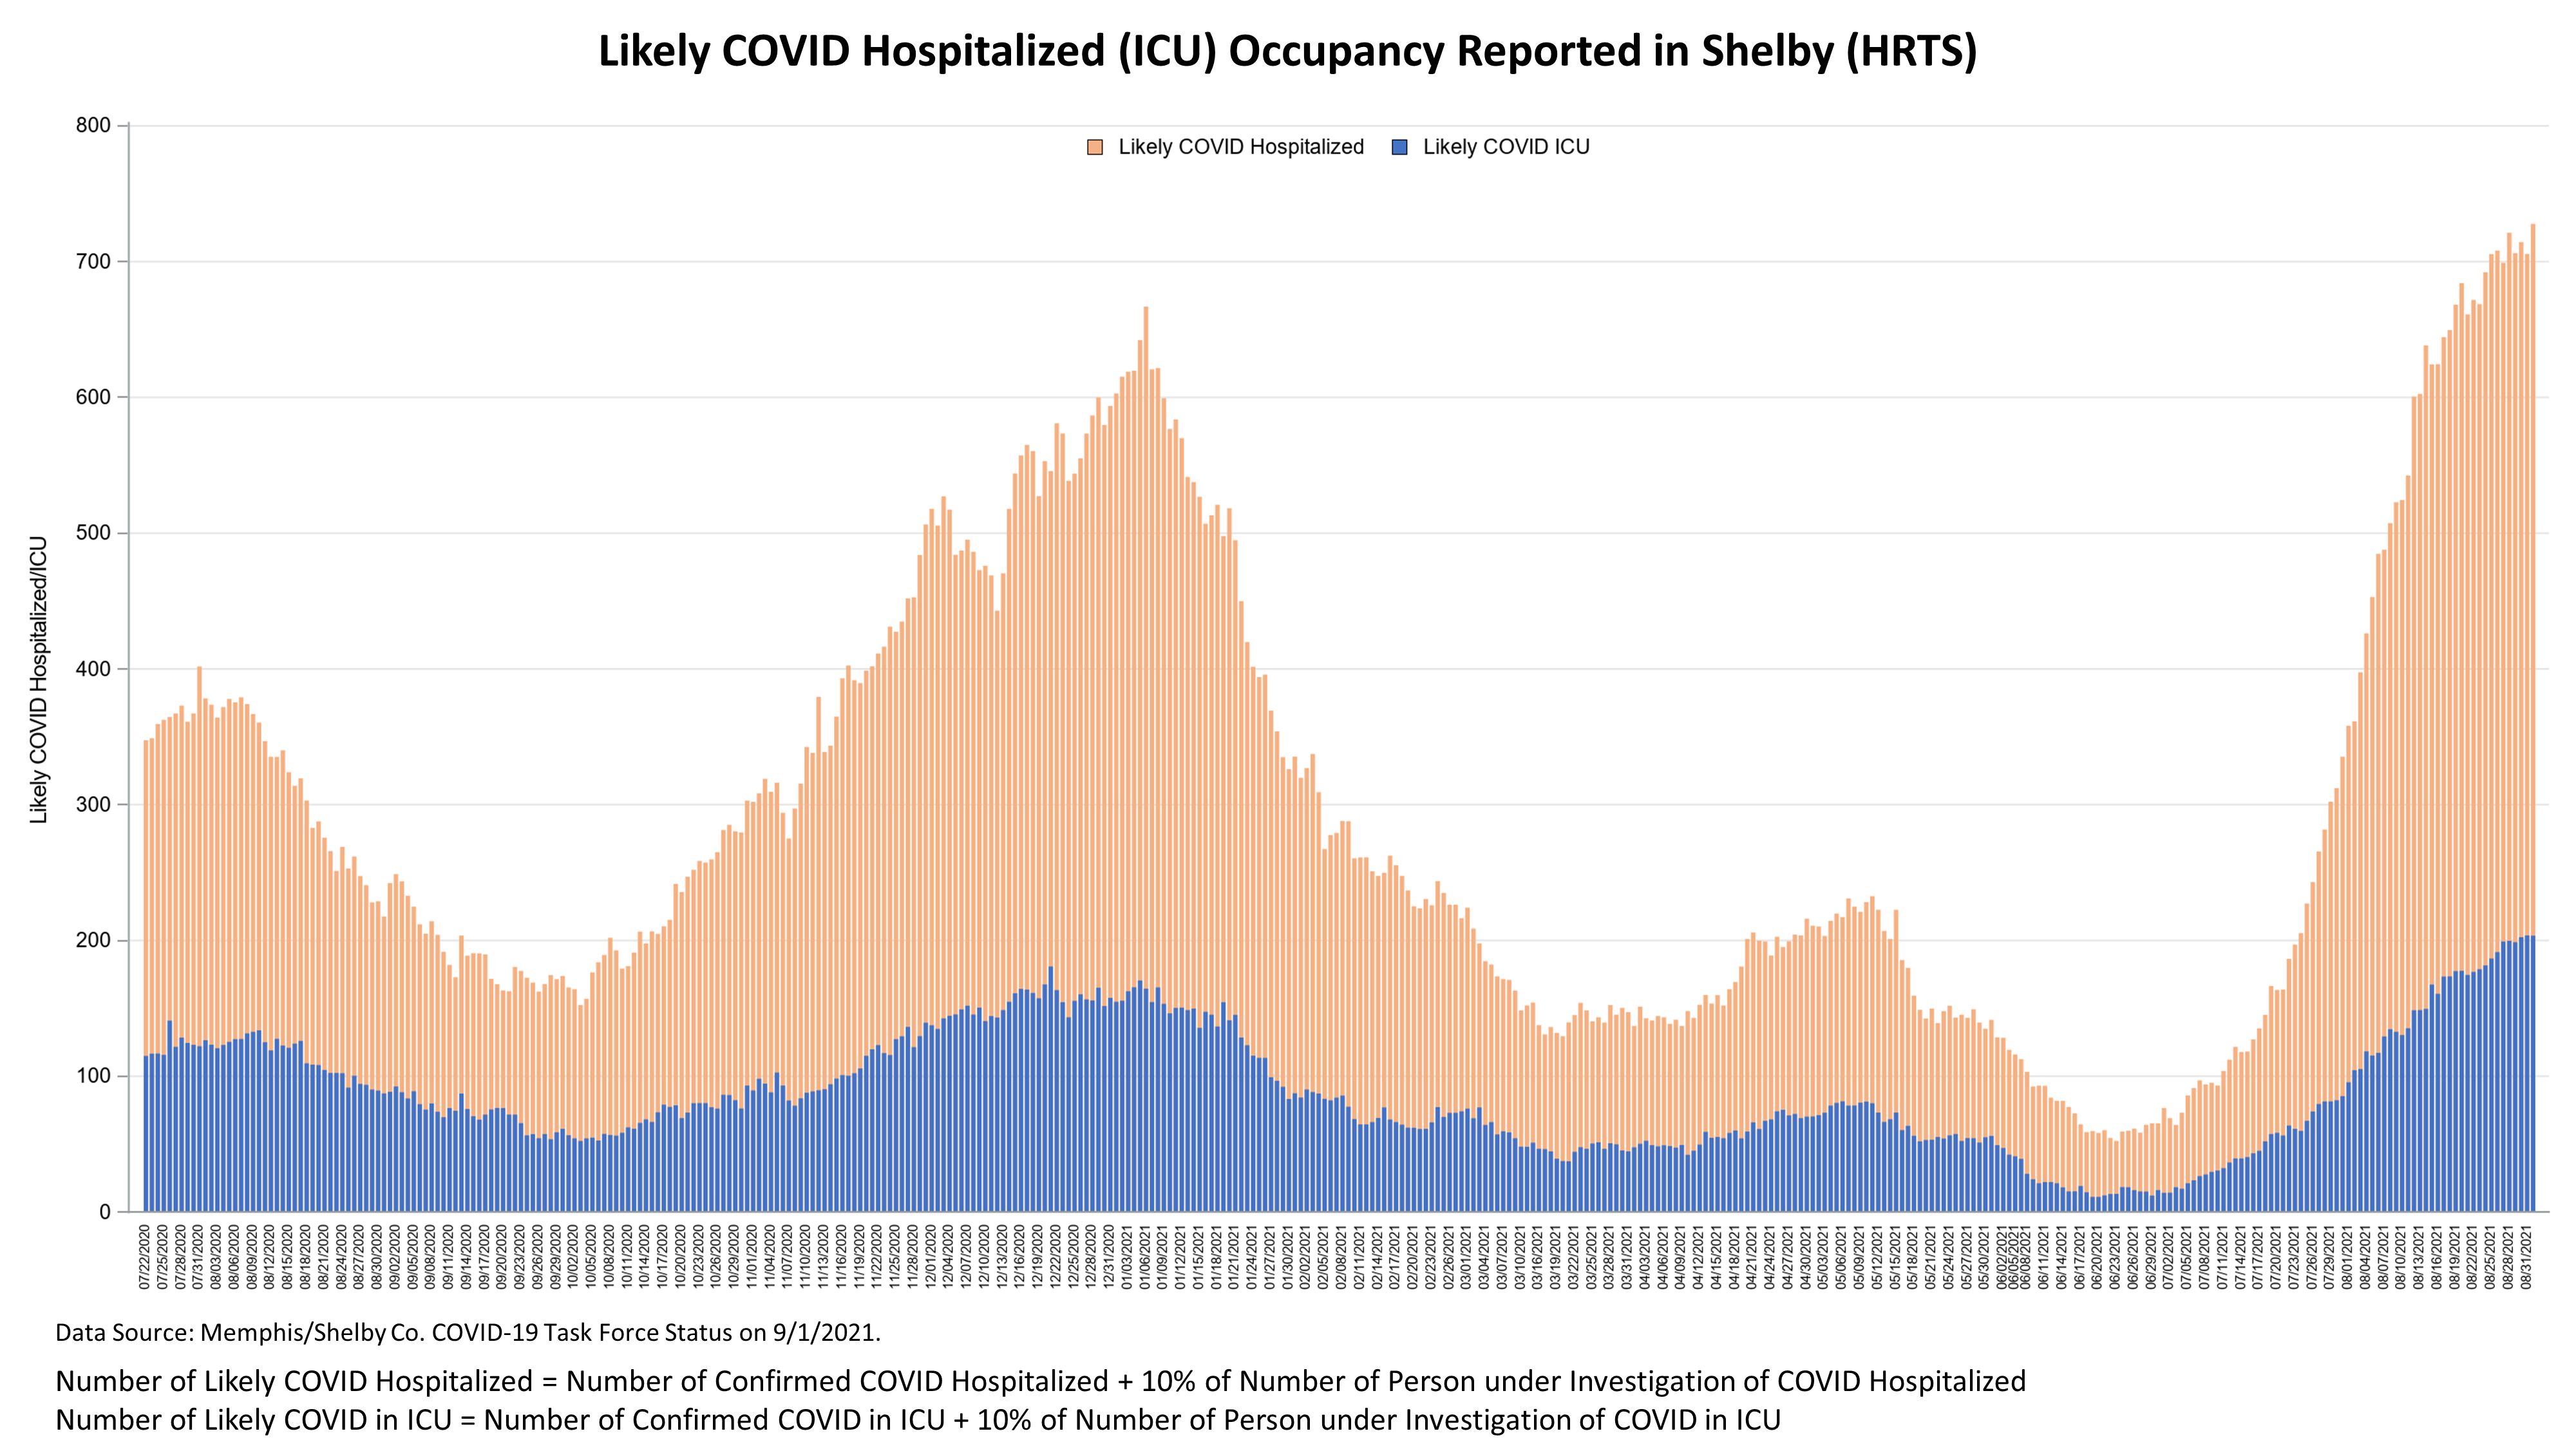 Likely COVID Hospitalized (ICU) Occupancy Reported in Shelby (HRTS)
Likely COVID Hospitalized Likely COVID ICU
Likely COVID Hospitalized/ICU
800
700
600
500
400
300
200
100
0
07/22/2020 07/25/2020 07/28/2020 07/31/2020 08/03/2020 08/06/2020 08/09/2020 08/12/2020 08/15/2020 08/18/2020 08/21/2020 08/24/2020 08/27/2020 08/30/2020 09/02/2020 09/05/2020 09/08/2020 09/11/2020 09/14/2020 09/17/2020 09/20/2020 09/23/2020 09/26/2020 09/29/2020 10/02/2020 10/05/2020 10/08/2020 10/11/2020 10/14/2020 10/17/2020 10/20/2020 10/23/2020 10/26/2020 10/29/2020 11/01/2020 11/04/2020 11/07/2020 11/10/2020 11/13/2020 11/16/2020 11/19/2020 11/22/2020 11/25/2020 11/28/2020 12/01/2020 12/04/2020 12/07/2020 12/10/2020 12/13/2020 12/16/2020 12/19/2020 12/22/2020 12/25/2020 12/28/2020 12/31/2020 01/03/2021 01/06/2021 01/09/2021 01/12/2021 01/15/2021 01/18/2021 01/21/2021 01/24/2021 01/27/2021 01/30/2021 02/02/2021 02/05/2021 02/08/2021 02/11/2021 02/14/2021 02/17/2021 02/20/2021 02/23/2021 02/26/2021 03/01/2021 03/04/2021 03/07/2021 03/10/2021 03/16/2021 03/19/2021 03/22/2021 03/25/2021 03/28/2021 03/31/2021 04/03/2021 04/06/2021 04/09/2021 04/12/2021 04/15/2021 04/18/2021 04/21/2021 04/24/2021 04/27/2021 04/30/2021 05/03/2021 05/06/2021 05/09/2021 05/12/2021 05/15/2021 05/18/2021 05/21/2021 05/24/2021 05/27/2021 05/30/2021 06/02/2021 06/05/2021 06/08/2021 06/11/2021 06/14/2021 06/17/2021 06/20/2021 06/23/2021 06/26/2021 06/29/2021 07/02/2021 07/05/2021 07/08/2021 07/11/2021 07/14/2021 07/17/2021 07/20/2021 07/23/2021 07/26/2021 07/29/2021 08/01/2021 08/04/2021 08/07/2021 08/10/2021 08/13/2021 08/16/2021 08/19/2021 08/22/2021 08/25/2021 08/28/2021 08/31/2021
Data Source: Memphis/Shelby Co. COVID-19 Task Force Status on 9/1/2021.
Number of Likely COVID Hospitalized = Number of Confirmed COVID Hospitalized + 10% of Number of Person under Investigation of COVID Hospitalized
Number of Likely COVID in ICU = Number of Confirmed COVID in ICU + 10% of Number of Person under Investigation of COVID in ICU